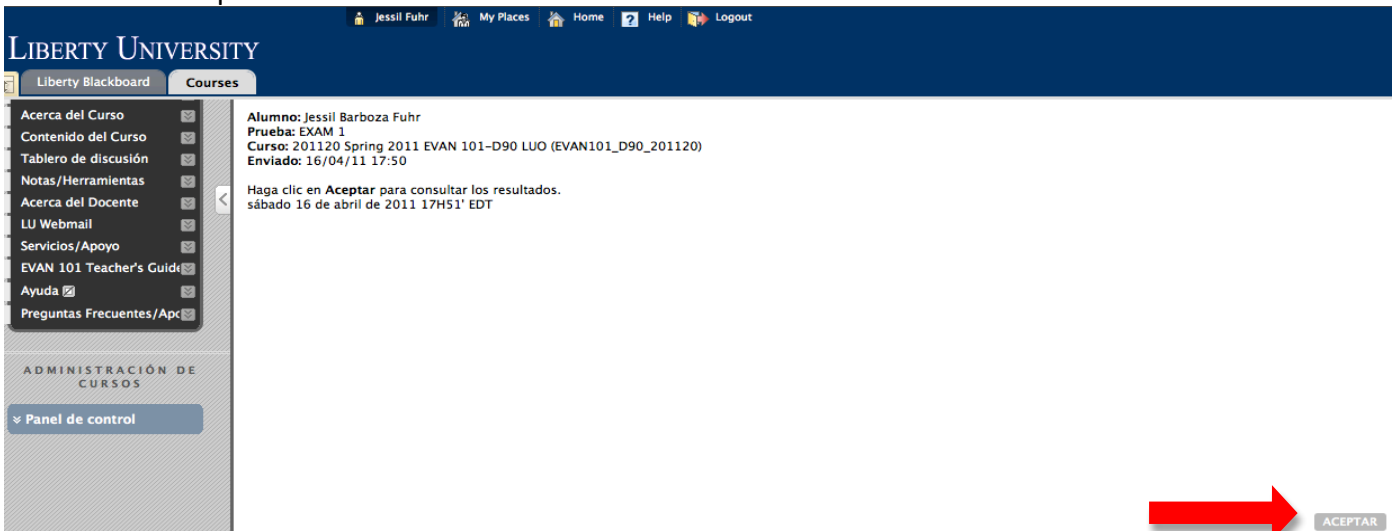 Jessil Fuhr My Places Home Help Logout
LIBERTY UNIVERSITY
Liberty Blackboard Courses
Acerca del Curso
Contenido del Curso
Tablero de discusión
Notas/Herramientas
Acerca del Docente
LU Webmail
Servicios/Apoyo
EVAN 101 Teacher's Guide
Ayuda
Preguntas Frecuentes/Apo
ADMINISTRACIÓN DE
CURSOS
Panel de control
Alumno: Jessil Barboza Fuhr
Prueba: EXAM 1
Curso: 201120 Spring 2011 EVAN 101-D90 LUO (EVAN101_D90_201120)
Enviado: 16/04/11 17:50
Haga clic en Aceptar para consultar los resultados.
sábado 16 de abril de 2011 17H51' EDT
ACEPTAR